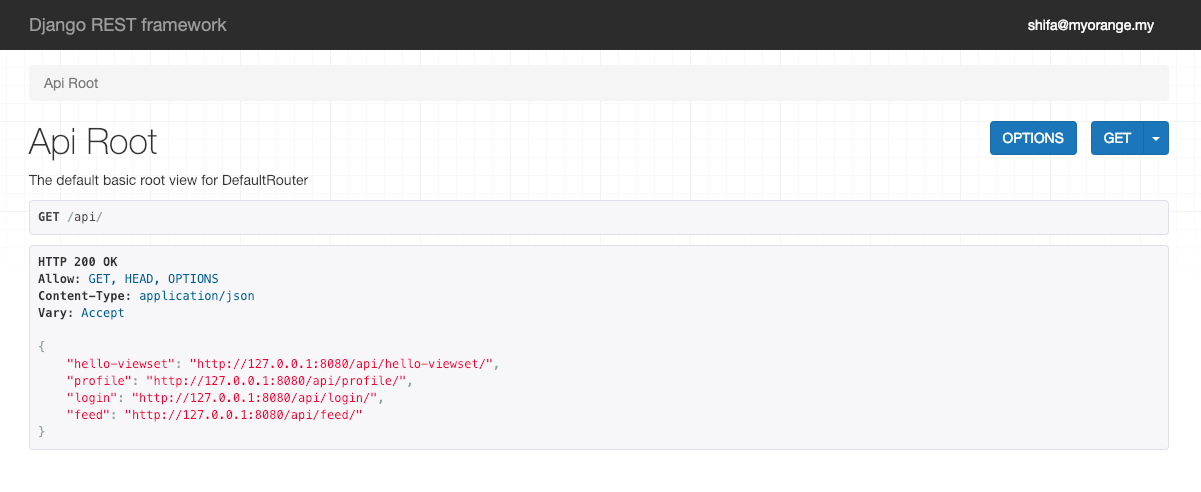 Django REST framework
shifa@myorange.my
Api Root
Api Root
OPTIONS
GET
The default basic root view for DefaultRouter
GET /api/
HTTP 200 OK
Allow: GET, HEAD, OPTIONS
Content-Type: application/json
Vary: Accept
{
    "hello-viewset": "http://127.0.0.1:8080/api/hello-viewset/",
    "profile": "http://127.0.0.1:8080/api/profile/",
    "login": "http://127.0.0.1:8080/api/login/",
    "feed": "http://127.0.0.1:8080/api/feed/"
}